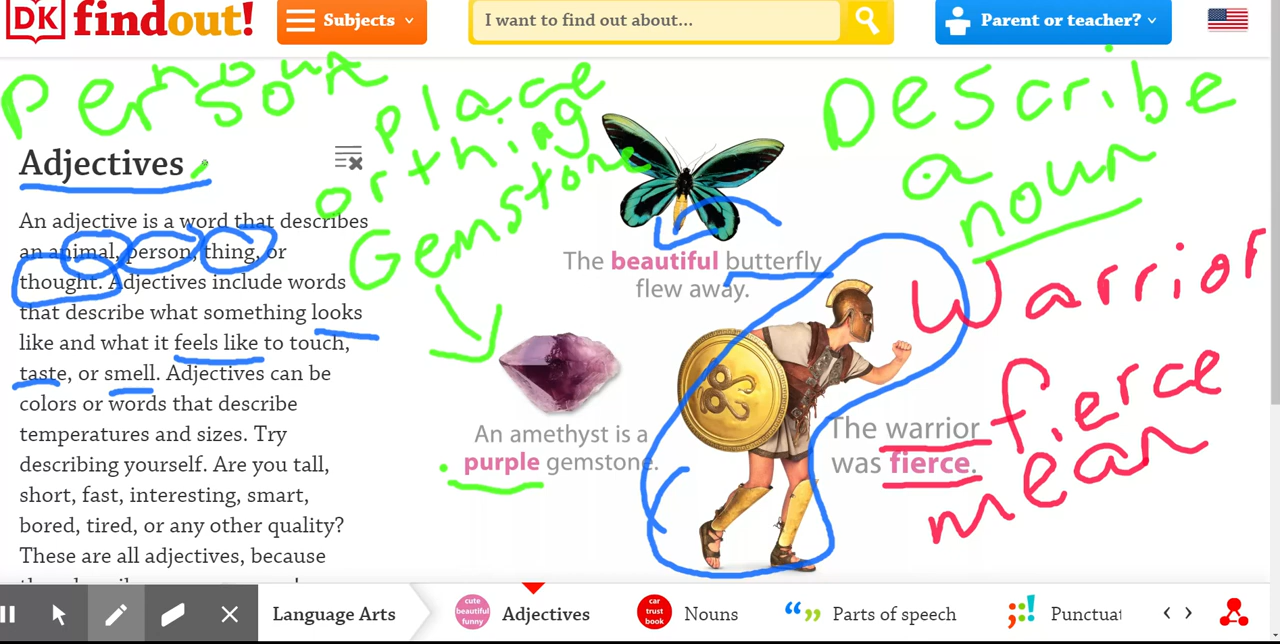 DK findout!
Subjects
I want to find out about...
Parent or teacher?
Person
place
or thing
Gemstone
Describe
a
noun
Adjectives
An adjective is a word that describes
an animal, person, thing, or
thought. Adjectives include words
that describe what something looks
like and what it feels like to touch,
taste, or smell. Adjectives can be
colors or words that describe
temperatures and sizes. Try
describing yourself. Are you tall,
short, fast, interesting, smart,
bored, tired, or any other quality?
These are all adjectives, because
The beautiful butterfly
flew away.
An amethyst is a
purple gemstone.
The warrior
was fierce.
Warrior
fierce
mean
Language Arts
cute
beautiful
funny
Adjectives
car
trust
book
Nouns
Parts of speech
Punctuat